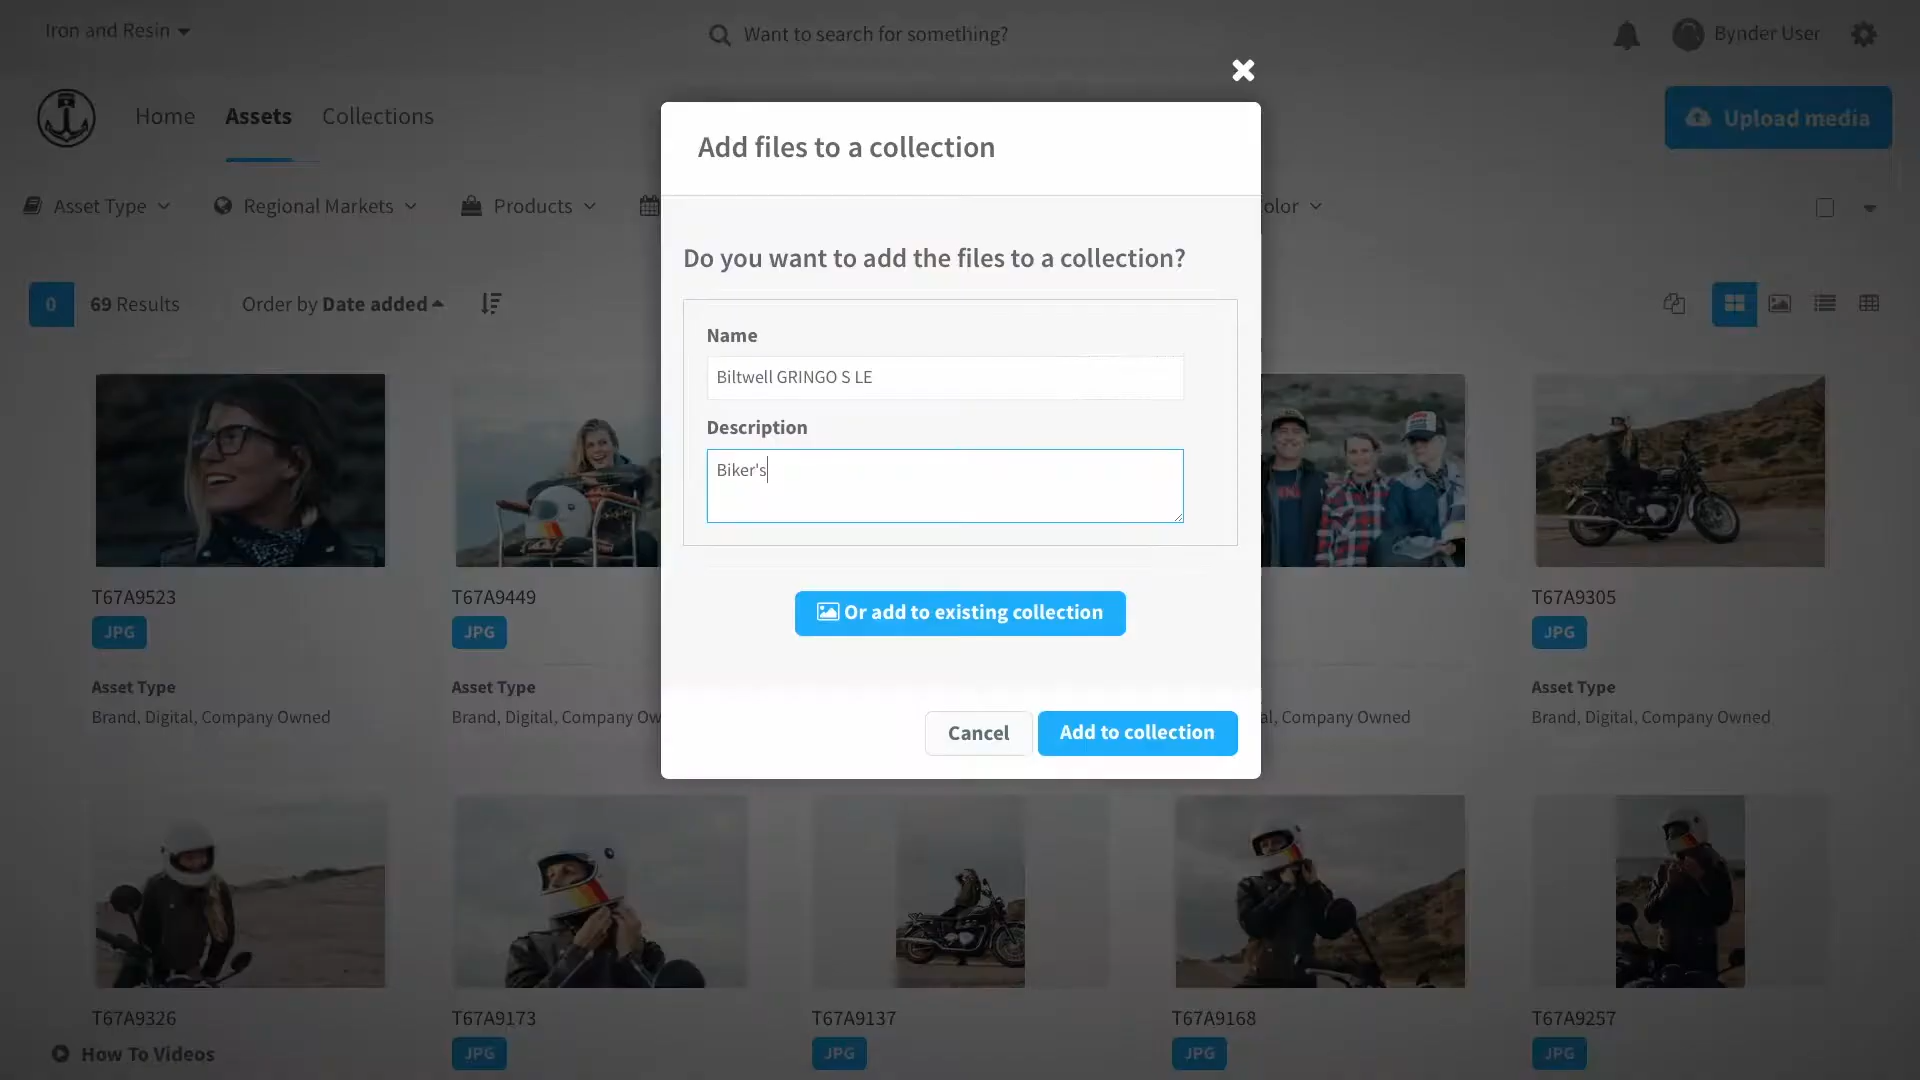 Iron and Resin
Want to search for something?
Bynder User
Home
Assets
Collections
Upload media
Add files to a collection
Asset Type
Regional Markets
Products
olor
Do you want to add the files to a collection?
0
69 Results
Order by Date added
Name
Biltwell GRINGO S LE
Description
Biker's
Or add to existing collection
Cancel
Add to collection
T67A9523
JPG
Asset Type
Brand, Digital, Company Owned
T67A9449
JPG
Asset Type
Brand, Digital, Company Ow
al, Company Owned
T67A9305
JPG
Asset Type
Brand, Digital, Company Owned
T67A9326
T67A9173
JPG
T67A9137
JPG
T67A9168
JPG
T67A9257
JPG
How To Videos